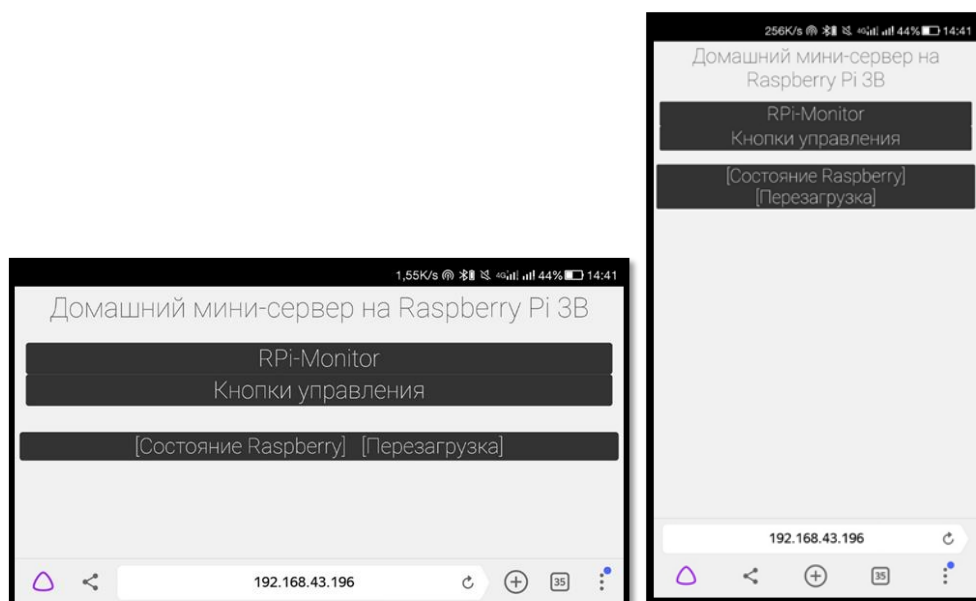 1,55K/s 4G 44% 14:41
Домашний мини-сервер на Raspberry Pi 3B
RPi-Monitor
Кнопки управления
[Состояние Raspberry] [Перезагрузка]
192.168.43.196
35
256K/s 4G 44% 14:41
Домашний мини-сервер на
Raspberry Pi 3B
RPi-Monitor
Кнопки управления
[Состояние Raspberry]
[Перезагрузка]
192.168.43.196
35